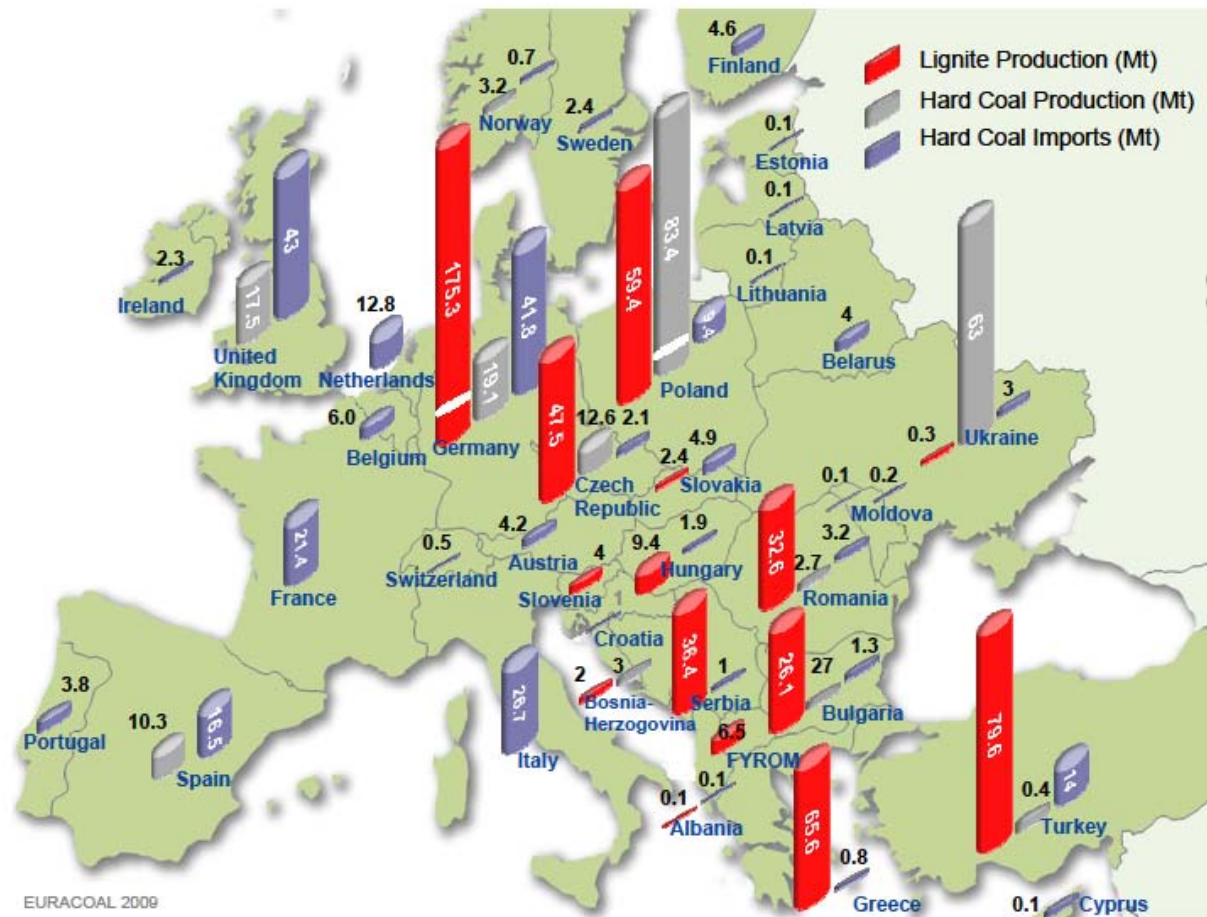 4.6
Finland
Lignite Production (Mt)
Hard Coal Production (Mt)
Hard Coal Imports (Mt)
0.7
3.2
Norway
2.4
Sweden
0.1
Estonia
0.1
Latvia
0.1
Lithuania
4
Belarus
43
17.5
United
Kingdom
2.3
Ireland
12.8
Netherlands
6.0
Belgium
175.3
19.1
41.8
Germany
59.4
83.4
9.4
Poland
63
0.3
3
Ukraine
47.5
12.6
2.1
Czech
Republic
2.4
4.9
Slovakia
0.1
0.2
Moldova
21.4
France
0.5
Switzerland
4.2
Austria
4
Slovenia
9.4
1.9
Hungary
32.6
2.7
3.2
Romania
1
Croatia
2
3
Bosnia-
Herzogovina
36.4
1
Serbia
26.1
27
1.3
Bulgaria
6.5
FYROM
3.8
Portugal
10.3
16.5
Spain
26.7
Italy
0.1
0.1
Albania
65.6
0.8
Greece
79.6
0.4
14
Turkey
0.1
Cyprus
EURACOAL 2009